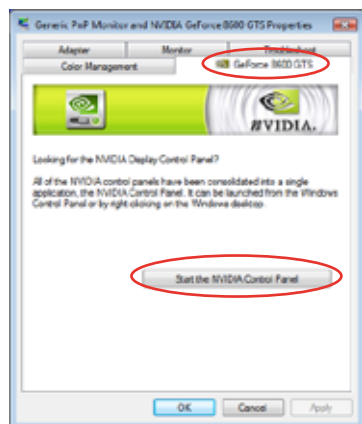 Generic PnP Monitor and NVIDIA GeForce 8600 GTS Properties
Adapter
Monitor
Troubleshoot
Color Management
GeForce 8600 GTS
NVIDIA.
Looking for the NVIDIA Display Control Panel?
All of the NVIDIA control panels have been consolidated into a single
application, the NVIDIA Control Panel. It can be launched from the Windows
Control Panel or by right clicking on the Windows desktop.
Start the NVIDIA Control Panel
OK
Cancel
Apply